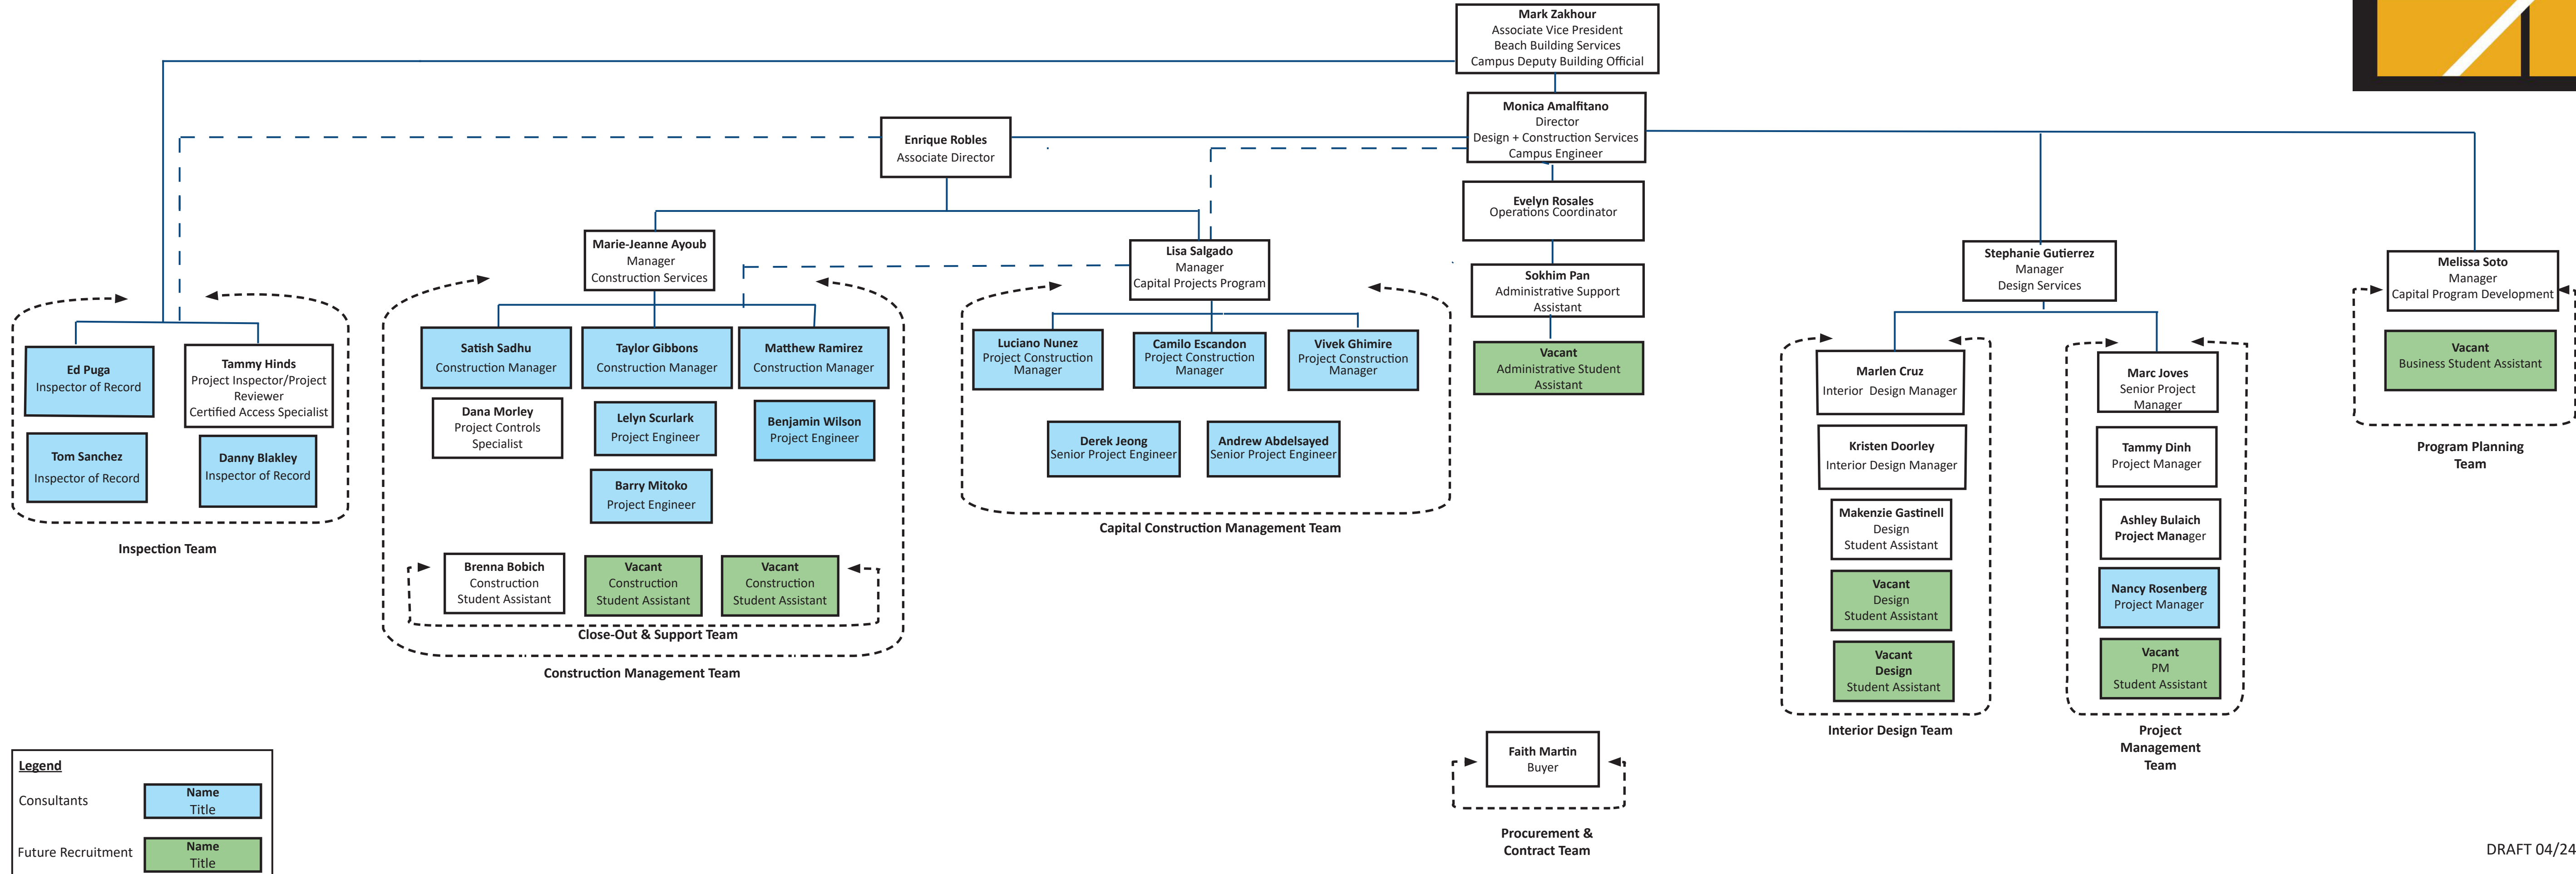 Mark Zakhour
Associate Vice President
Beach Building Services
Campus Deputy Building Official
Monica Amalfitano
Director
Design + Construction Services
Campus Engineer
Enrique Robles
Associate Director
Evelyn Rosales
Operations Coordinator
Sokhim Pan
Administrative Support
Assistant
Vacant
Administrative Student
Assistant
Marie-Jeanne Ayoub
Manager
Construction Services
Lisa Salgado
Manager
Capital Projects Program
Stephanie Gutierrez
Manager
Design Services
Melissa Soto
Manager
Capital Program Development
Vacant
Business Student Assistant
Program Planning
Team
Ed Puga
Inspector of Record
Tammy Hinds
Project Inspector/Project
Reviewer
Certified Access Specialist
Tom Sanchez
Inspector of Record
Danny Blakley
Inspector of Record
Inspection Team
Satish Sadhu
Construction Manager
Taylor Gibbons
Construction Manager
Matthew Ramirez
Construction Manager
Dana Morley
Project Controls
Specialist
Lelyn Scurlark
Project Engineer
Benjamin Wilson
Project Engineer
Barry Mitoko
Project Engineer
Brenna Bobich
Construction
Student Assistant
Vacant
Construction
Student Assistant
Vacant
Construction
Student Assistant
Close-Out & Support Team
Construction Management Team
Luciano Nunez
Project Construction
Manager
Camilo Escandon
Project Construction
Manager
Vivek Ghimire
Project Construction
Manager
Derek Jeong
Senior Project Engineer
Andrew Abdelsayed
Senior Project Engineer
Capital Construction Management Team
Marlen Cruz
Interior Design Manager
Kristen Doorley
Interior Design Manager
Makenzie Gastinell
Design
Student Assistant
Vacant
Design
Student Assistant
Vacant
Design
Student Assistant
Interior Design Team
Marc Joves
Senior Project
Manager
Tammy Dinh
Project Manager
Ashley Bulaich
Project Manager
Nancy Rosenberg
Project Manager
Vacant
PM
Student Assistant
Project
Management
Team
Faith Martin
Buyer
Procurement &
Contract Team
Legend
Consultants
Name
Title
Future Recruitment
Name
Title
DRAFT 04/24